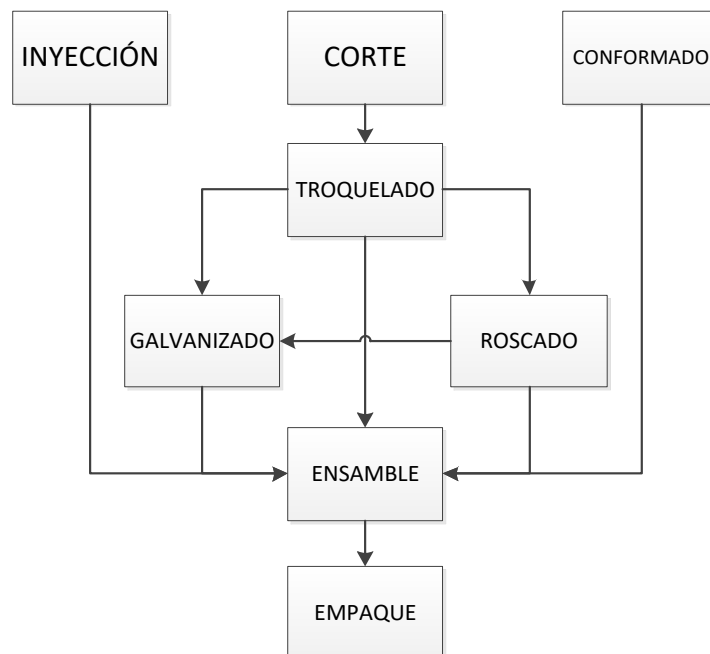 INYECCIÓN
CORTE
CONFORMADO
TROQUELADO
GALVANIZADO
ROSCADO
ENSAMBLE
EMPAQUE